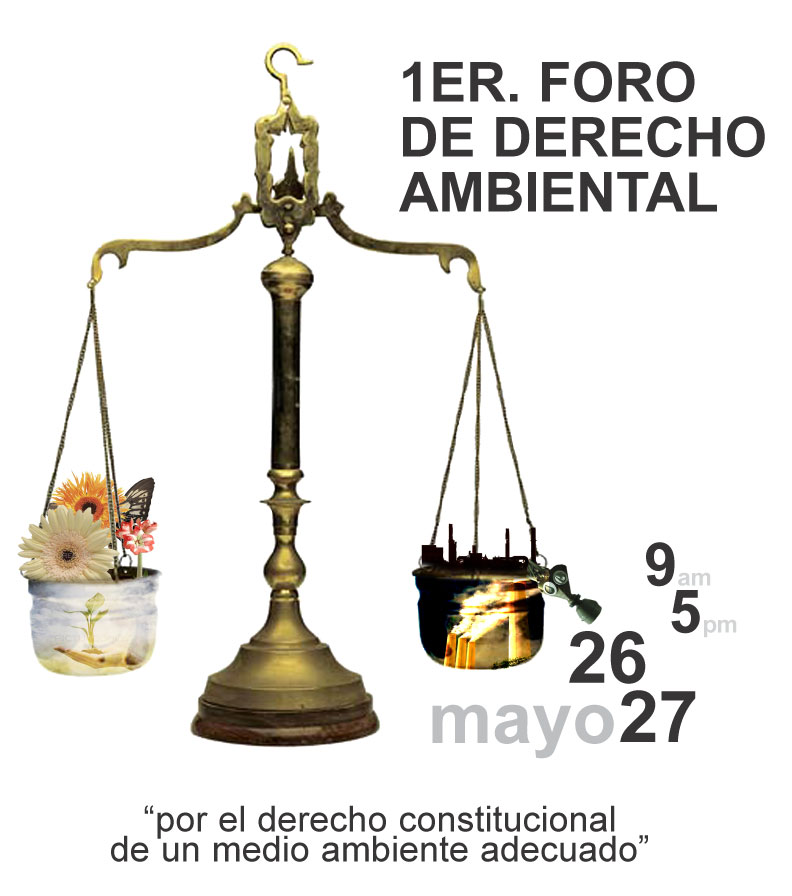 1ER. FORO
DE DERECHO
AMBIENTAL
9am
5pm
26
mayo27
“por el derecho constitucional
de un medio ambiente adecuado”